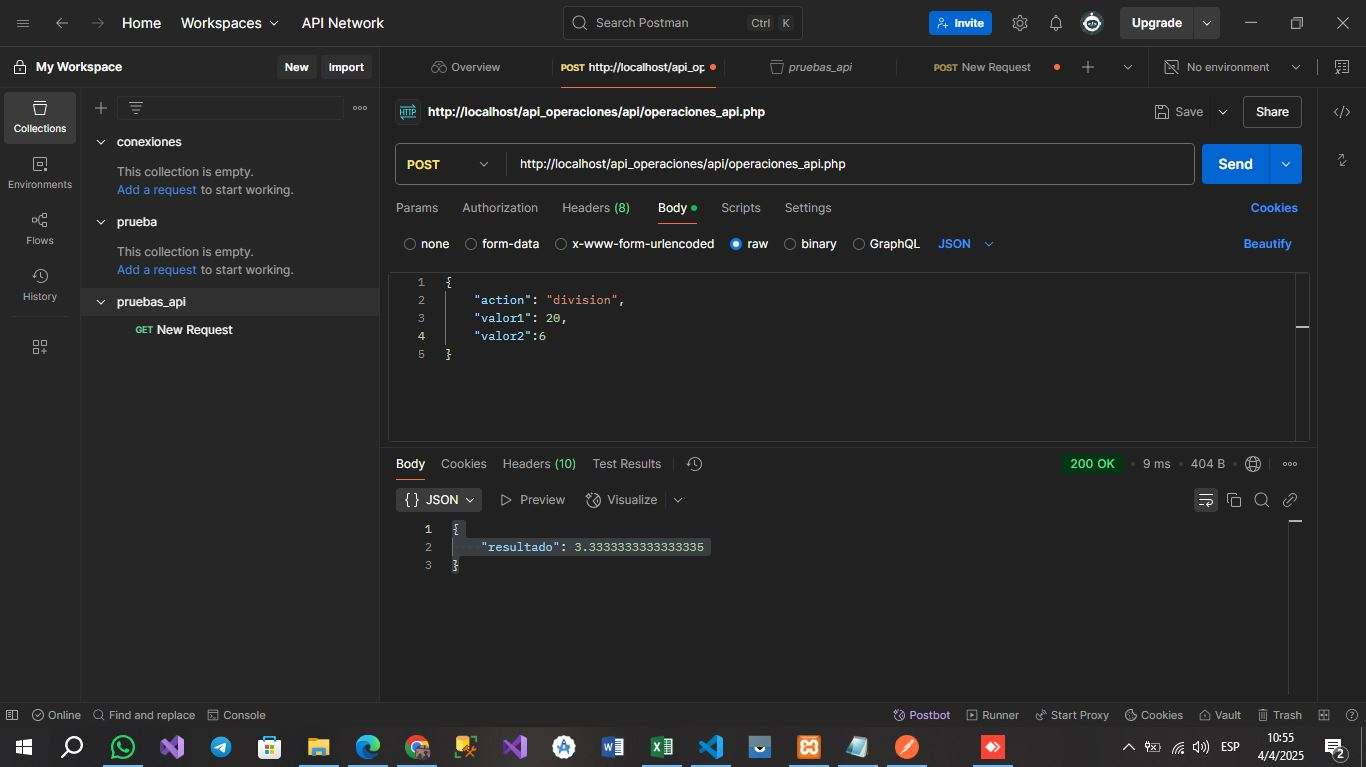 Home
Workspaces
API Network
Search Postman
Ctrl K
Invite
Upgrade
My Workspace
New
Import
Overview
POST http://localhost/api_op
pruebas_api
POST New Request
No environment
Collections
Environments
Flows
History
conexiones
This collection is empty.
Add a request to start working.
prueba
This collection is empty.
Add a request to start working.
pruebas_api
GET New Request
HTTP http://localhost/api_operaciones/api/operaciones_api.php
Save
Share
POST
http://localhost/api_operaciones/api/operaciones_api.php
Send
Params
Authorization
Headers (8)
Body
Scripts
Settings
Cookies
none
form-data
x-www-form-urlencoded
raw
binary
GraphQL
JSON
Beautify
1 {
2 "action": "division",
3 "valor1": 20,
4 "valor2":6
5 }
Body
Cookies
Headers (10)
Test Results
200 OK
9 ms
404 B
{} JSON
Preview
Visualize
1 {
2 "resultado": 3.3333333333333335
3 }
Online
Find and replace
Console
Postbot
Runner
Start Proxy
Cookies
Vault
Trash
ESP
10:55
4/4/2025
2